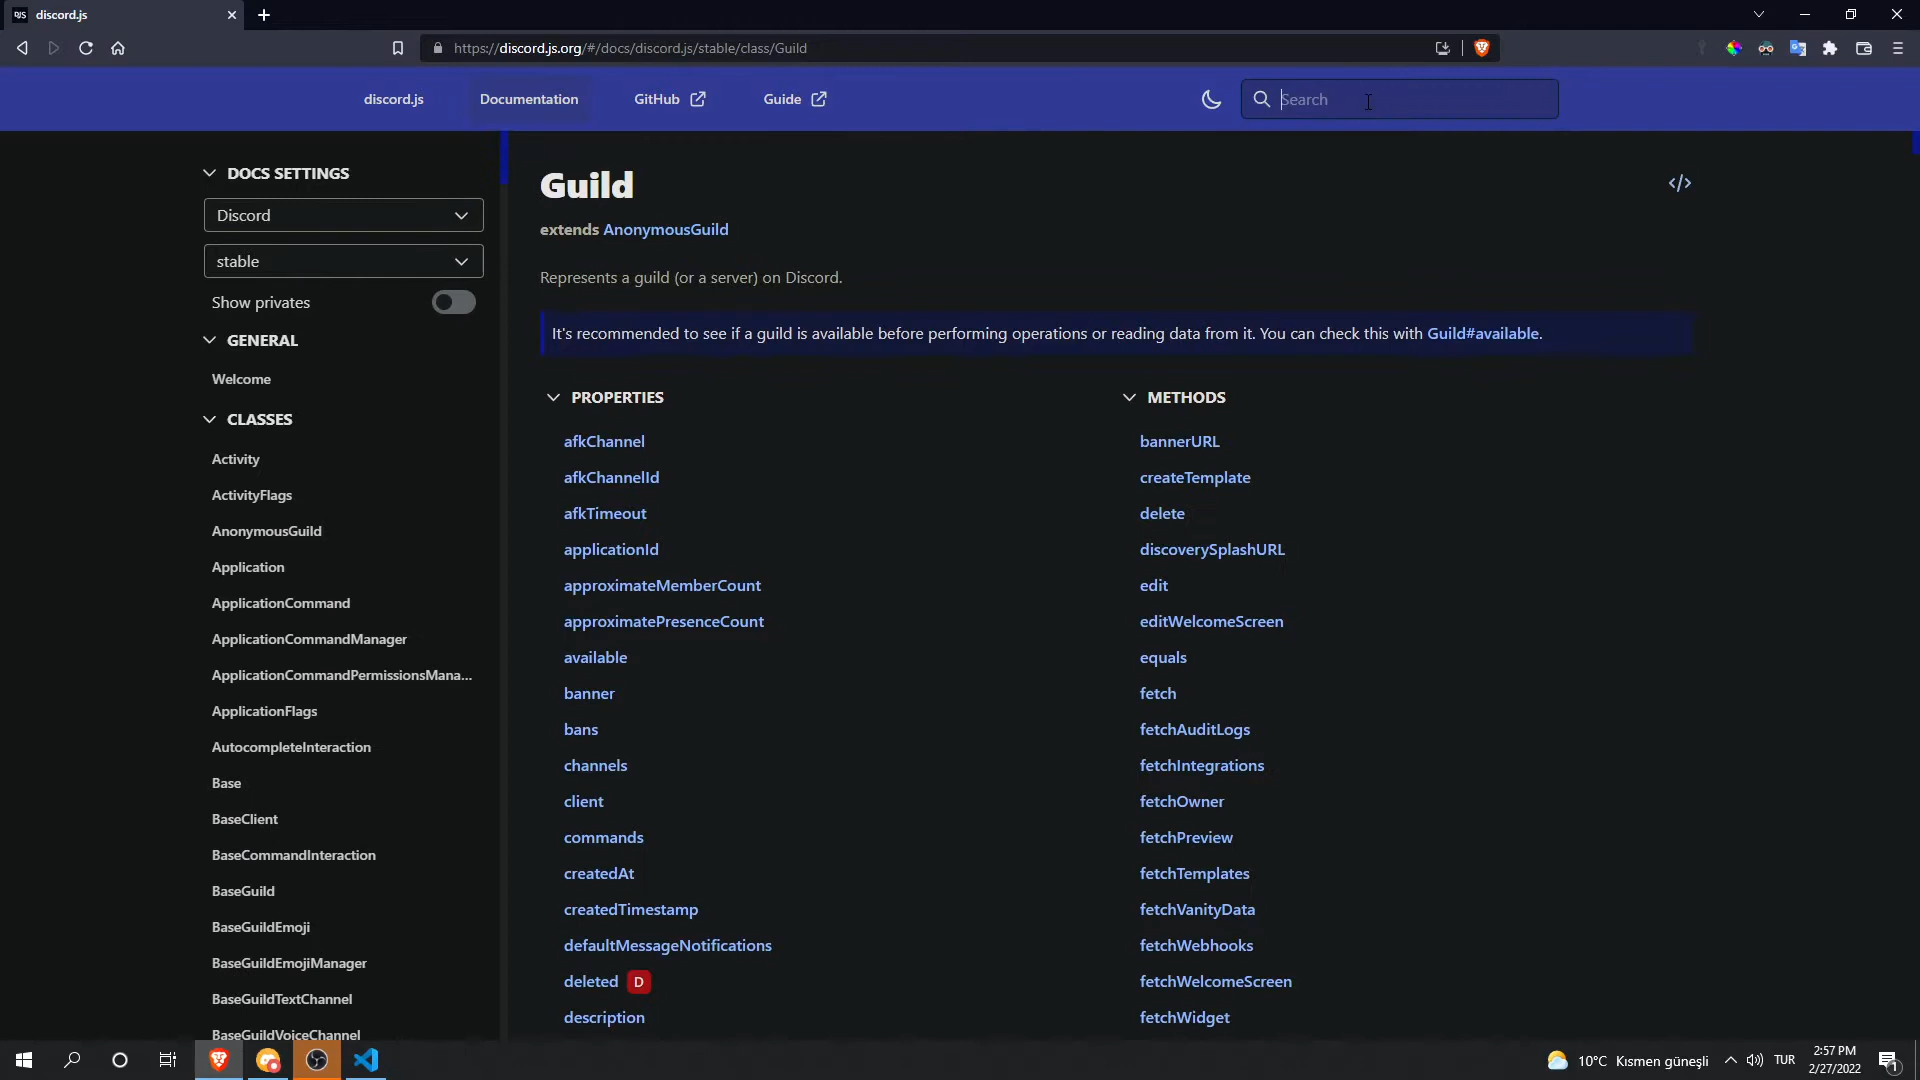 discord.js
https://discord.js.org/#/docs/discord.js/stable/class/Guild
discord.js
Documentation
GitHub
Guide
Search
DOCS SETTINGS
Discord
stable
Show privates
GENERAL
Welcome
CLASSES
Activity
ActivityFlags
AnonymousGuild
Application
ApplicationCommand
ApplicationCommandManager
ApplicationCommandPermissionsMana...
ApplicationFlags
AutocompleteInteraction
Base
BaseClient
BaseCommandInteraction
BaseGuild
BaseGuildEmoji
BaseGuildEmojiManager
BaseGuildTextChannel
BaseGuildVoiceChannel
Guild
extends AnonymousGuild
Represents a guild (or a server) on Discord.
It's recommended to see if a guild is available before performing operations or reading data from it. You can check this with Guild#available.
PROPERTIES
afkChannel
afkChannelId
afkTimeout
applicationId
approximateMemberCount
approximatePresenceCount
available
banner
bans
channels
client
commands
createdAt
createdTimestamp
defaultMessageNotifications
deleted D
description
METHODS
bannerURL
createTemplate
delete
discoverySplashURL
edit
editWelcomeScreen
equals
fetch
fetchAuditLogs
fetchIntegrations
fetchOwner
fetchPreview
fetchTemplates
fetchVanityData
fetchWebhooks
fetchWelcomeScreen
fetchWidget
10°C Kısmen güneşli
TUR
2:57 PM
2/27/2022
1